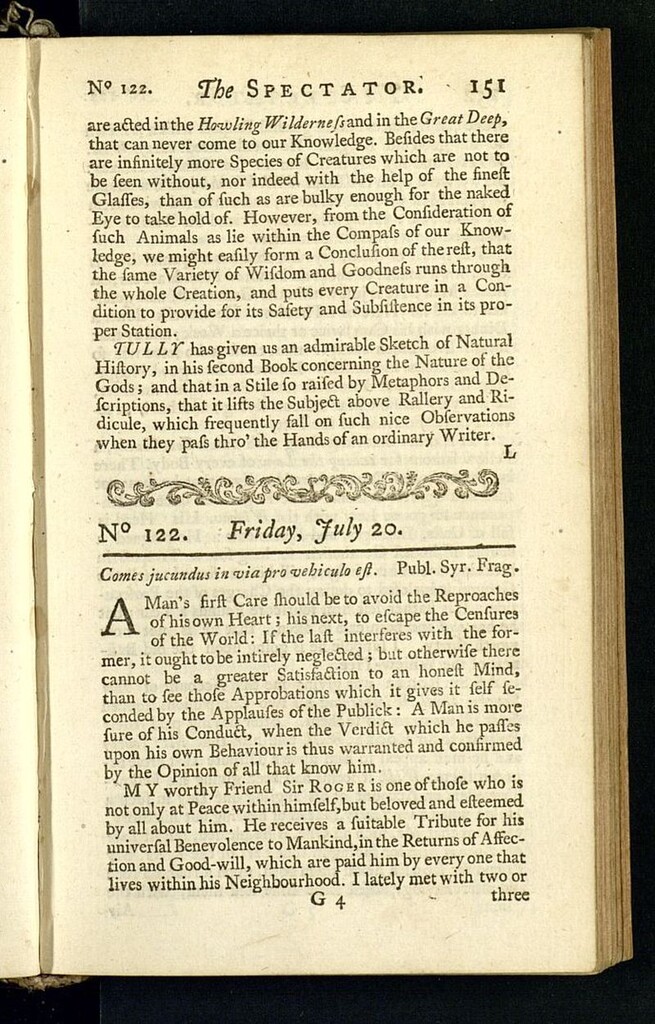 Nº 122. The SPECTATOR. 151
are acted in the Howling Wilderneſs and in the Great Deep,
that can never come to our Knowledge. Beſides that there
are infinitely more Species of Creatures which are not to
be ſeen without, nor indeed with the help of the fineſt
Glaſſes, than of ſuch as are bulky enough for the naked
Eye to take hold of. However, from the Conſideration of
ſuch Animals as lie within the Compaſs of our Know-
ledge, we might eaſily form a Concluſion of the reſt, that
the ſame Variety of Wiſdom and Goodneſs runs through
the whole Creation, and puts every Creature in a Con-
dition to provide for its Safety and Subſiſtence in its pro-
per Station.
TULLY has given us an admirable Sketch of Natural
Hiſtory, in his ſecond Book concerning the Nature of the
Gods; and that in a Stile ſo raiſed by Metaphors and De-
ſcriptions, that it lifts the Subject above Rallery and Ri-
dicule, which frequently fall on ſuch nice Obſervations
when they paſs thro' the Hands of an ordinary Writer.
L
Nº 122. Friday, July 20.
Comes jucundus in via pro vehiculo eſt. Publ. Syr. Frag.
A Man's firſt Care ſhould be to avoid the Reproaches
of his own Heart; his next, to eſcape the Cenſures
of the World: If the laſt interferes with the for-
mer, it ought to be intirely neglected; but otherwiſe there
cannot be a greater Satisfaction to an honeſt Mind,
than to ſee thoſe Approbations which it gives it ſelf ſe-
conded by the Applauſes of the Publick: A Man is more
ſure of his Conduct, when the Verdict which he paſſes
upon his own Behaviour is thus warranted and confirmed
by the Opinion of all that know him.
MY worthy Friend Sir ROGER is one of thoſe who is
not only at Peace within himſelf, but beloved and eſteemed
by all about him. He receives a ſuitable Tribute for his
univerſal Benevolence to Mankind, in the Returns of Affec-
tion and Good-will, which are paid him by every one that
lives within his Neighbourhood. I lately met with two or
G 4 three